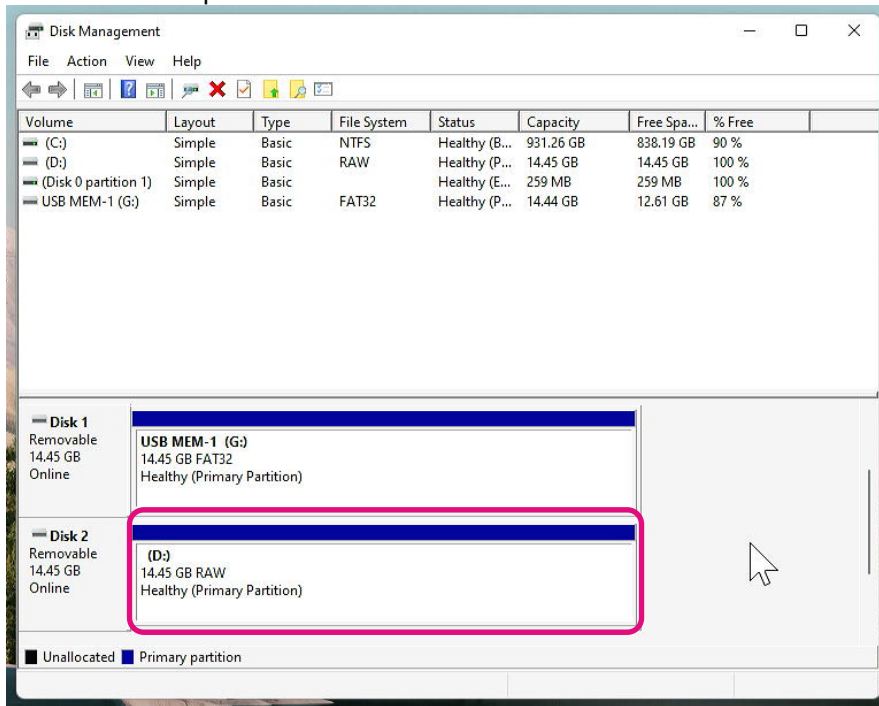 Disk Management
File Action View Help
Volume Layout Type File System Status Capacity Free Spa... % Free
(C:) Simple Basic NTFS Healthy (B... 931.26 GB 838.19 GB 90 %
(D:) Simple Basic RAW Healthy (P... 14.45 GB 14.45 GB 100 %
(Disk 0 partition 1) Simple Basic Healthy (E... 259 MB 259 MB 100 %
USB MEM-1 (G:) Simple Basic FAT32 Healthy (P... 14.44 GB 12.61 GB 87 %
Disk 1
Removable
14.45 GB
Online
USB MEM-1 (G:)
14.45 GB FAT32
Healthy (Primary Partition)
Disk 2
Removable
14.45 GB
Online
(D:)
14.45 GB RAW
Healthy (Primary Partition)
Unallocated Primary partition